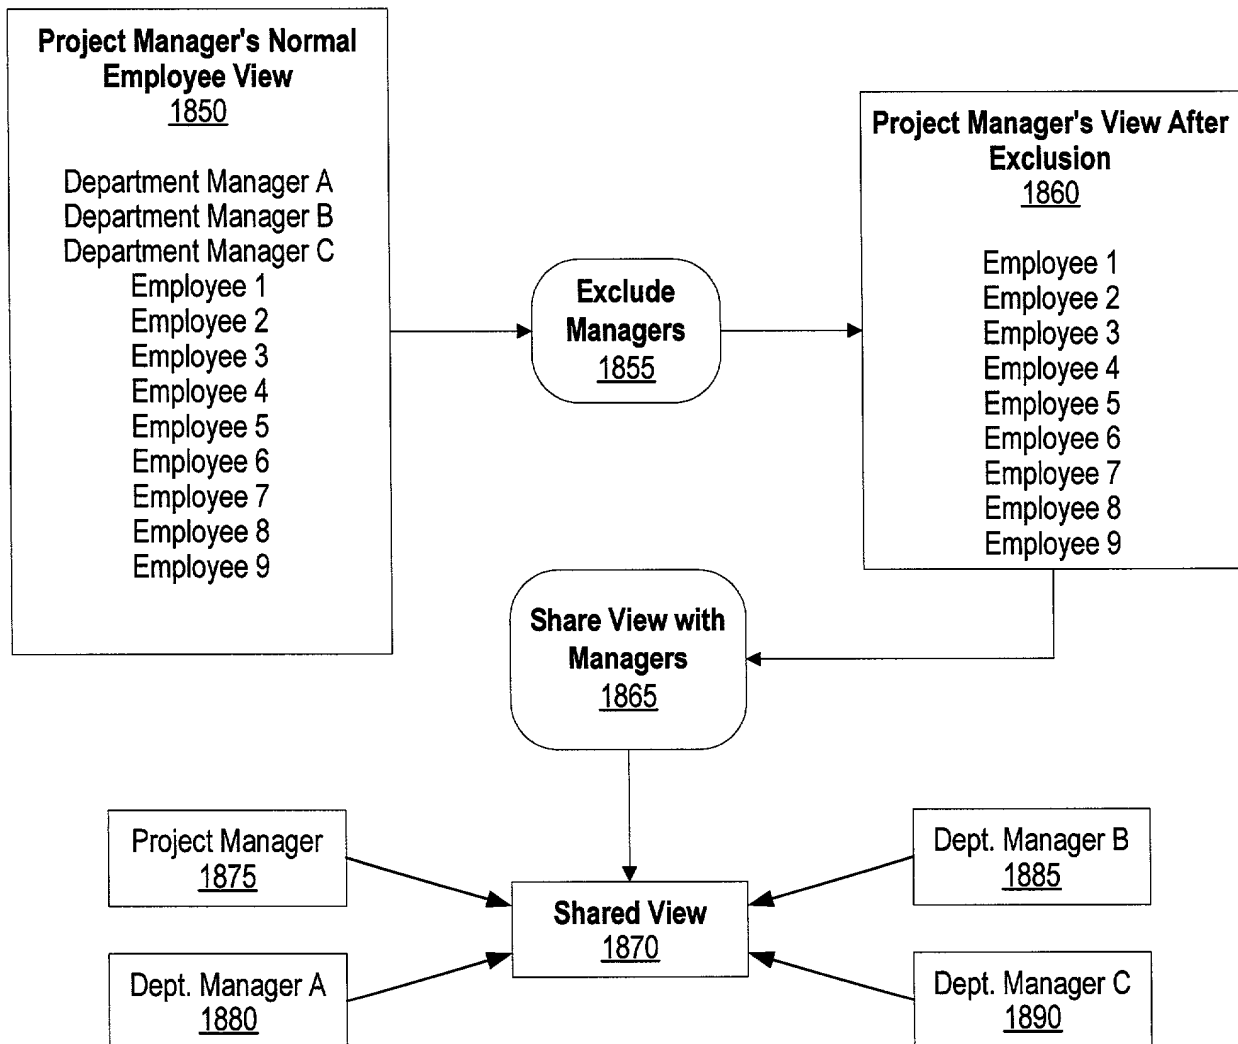 Project Manager's Normal
Employee View
1850
Department Manager A
Department Manager B
Department Manager C
Employee 1
Employee 2
Employee 3
Employee 4
Employee 5
Employee 6
Employee 7
Employee 8
Employee 9
Exclude
Managers
1855
Project Manager's View After
Exclusion
1860
Employee 1
Employee 2
Employee 3
Employee 4
Employee 5
Employee 6
Employee 7
Employee 8
Employee 9
Share View with
Managers
1865
Project Manager
1875
Dept. Manager B
1885
Shared View
1870
Dept. Manager A
1880
Dept. Manager C
1890